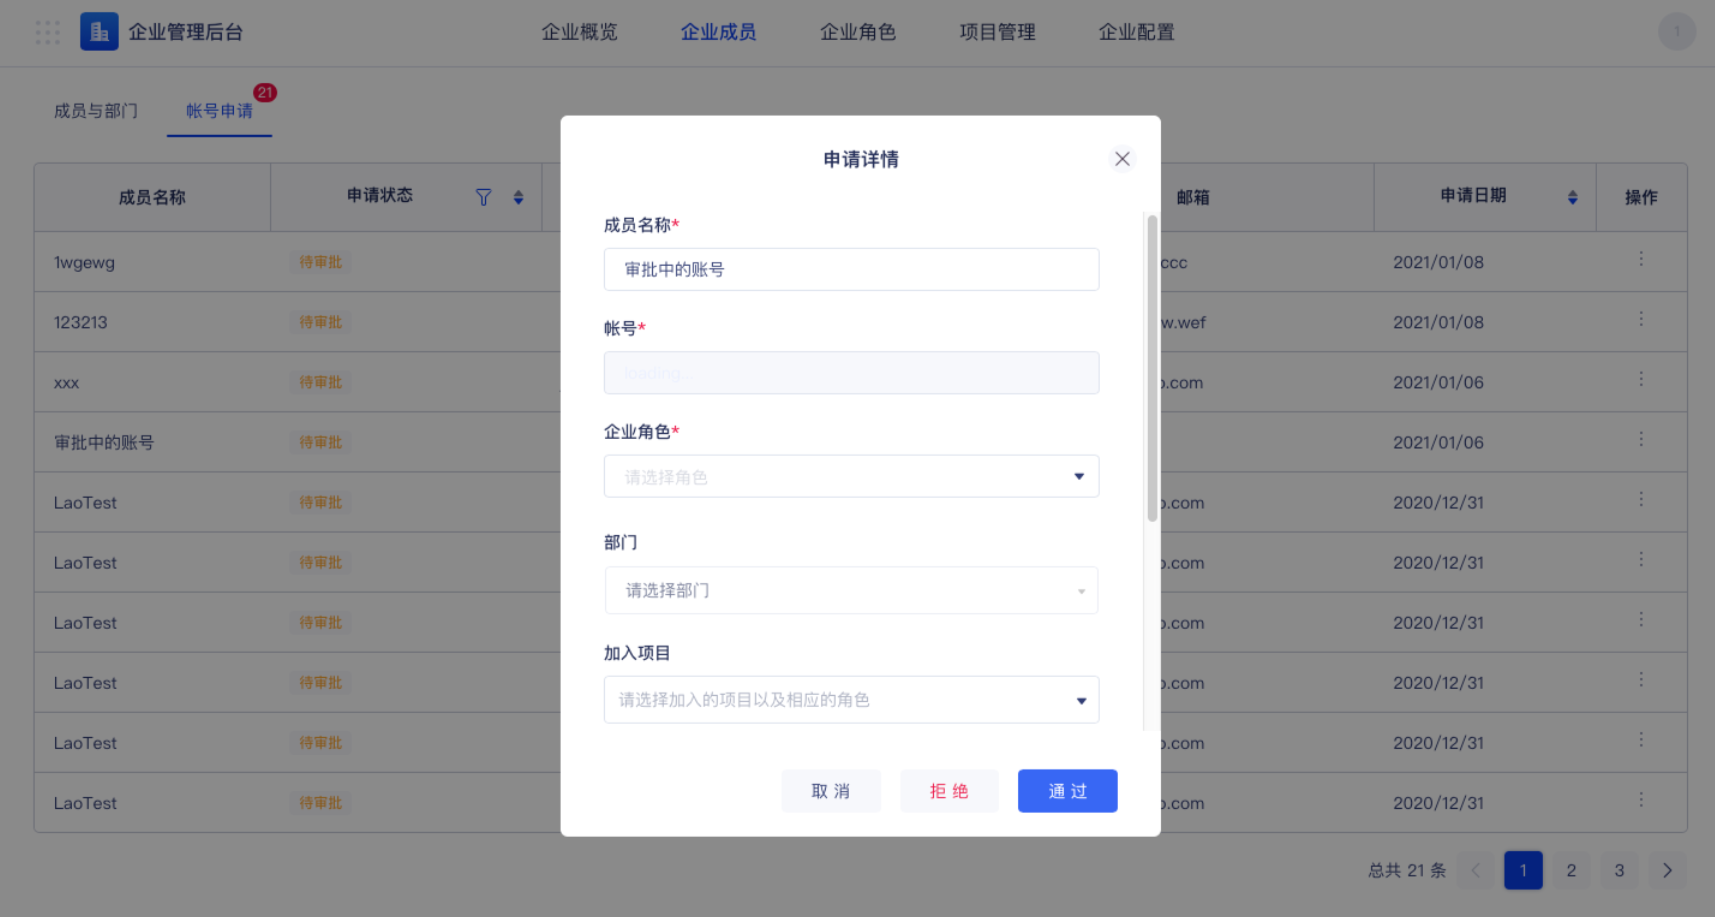 企业管理后台
企业概览 企业成员 企业角色 项目管理 企业配置
1
成员与部门 帐号申请 21
成员名称 申请状态 邮箱 申请日期 操作
1wgewg 待审批 ccc 2021/01/08
123213 待审批 w.wef 2021/01/08
xxx 待审批 o.com 2021/01/06
审批中的账号 待审批 2021/01/06
LaoTest 待审批 o.com 2020/12/31
LaoTest 待审批 o.com 2020/12/31
LaoTest 待审批 o.com 2020/12/31
LaoTest 待审批 o.com 2020/12/31
LaoTest 待审批 o.com 2020/12/31
LaoTest 待审批 o.com 2020/12/31
总共 21 条 1 2 3
申请详情
成员名称*
审批中的账号
帐号*
loading...
企业角色*
请选择角色
部门
请选择部门
加入项目
请选择加入的项目以及相应的角色
取 消 拒 绝 通 过